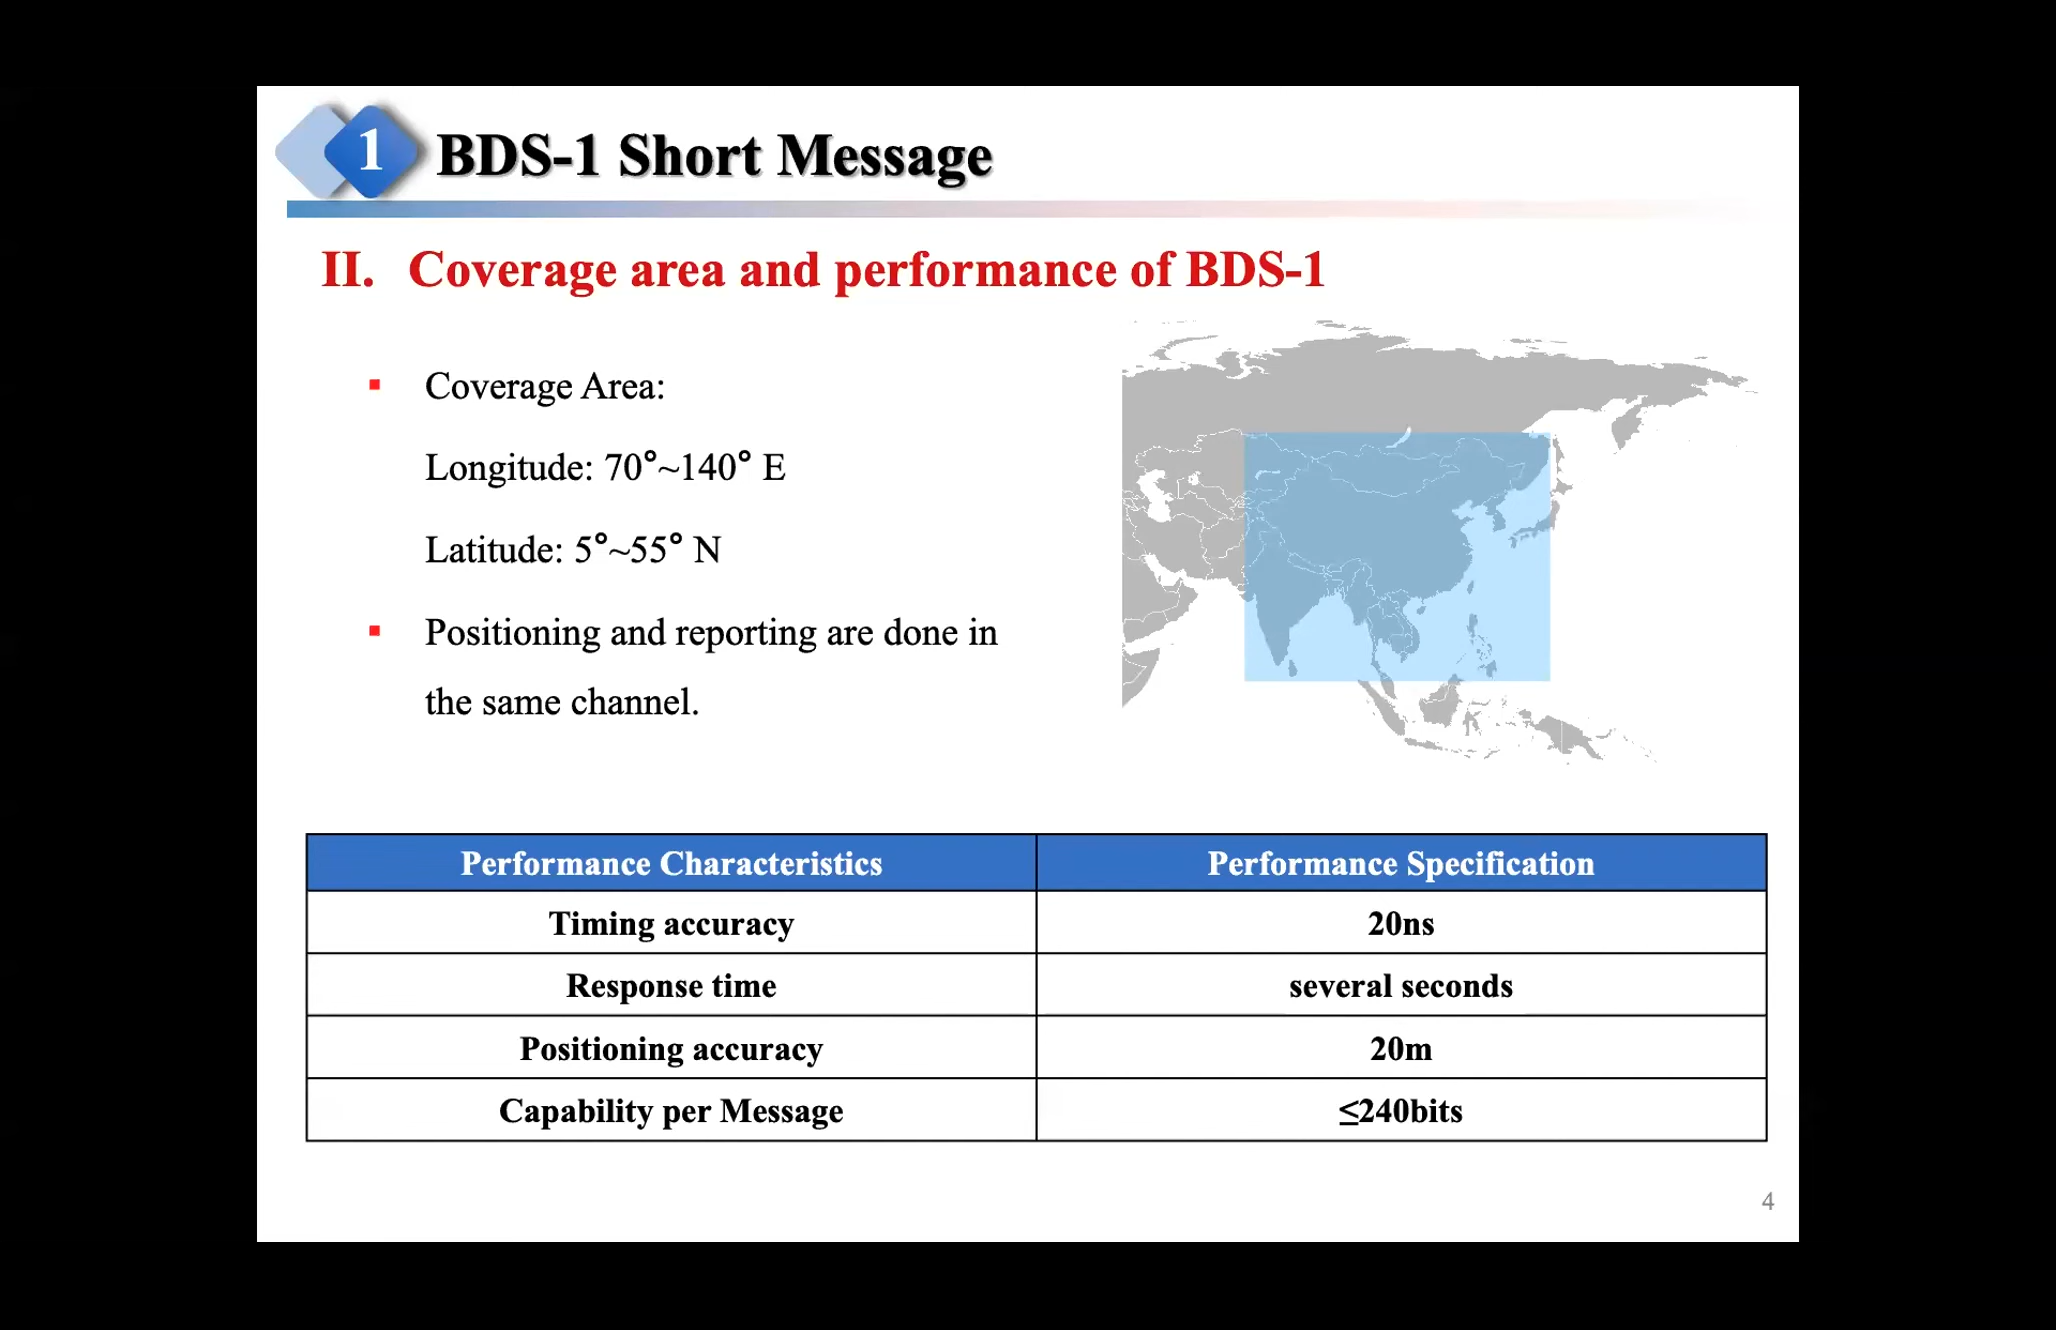 1 BDS-1 Short Message
II. Coverage area and performance of BDS-1
▪ Coverage Area:
Longitude: 70°~140° E
Latitude: 5°~55° N
▪ Positioning and reporting are done in
the same channel.
Performance Characteristics Performance Specification
Timing accuracy 20ns
Response time several seconds
Positioning accuracy 20m
Capability per Message ≤240bits
4